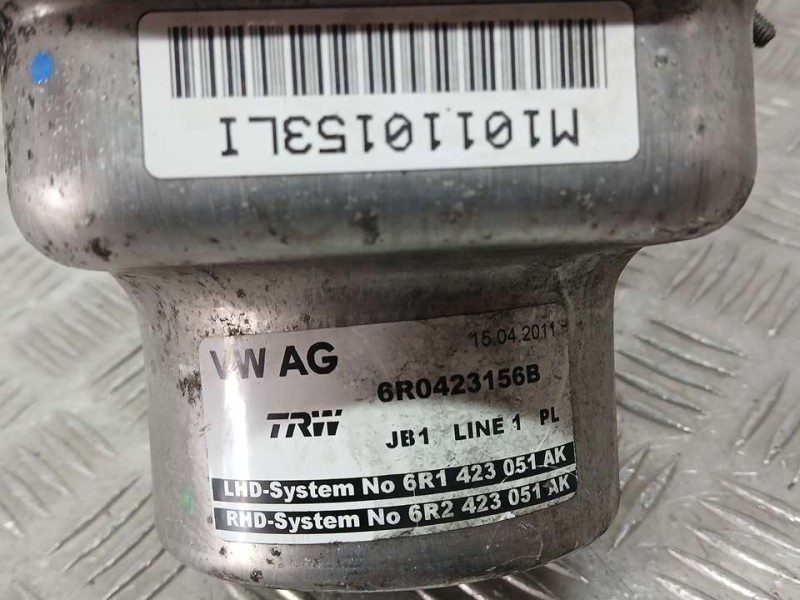 M10110153LI
VW AG
15.04.2011
6R0423156B
TRW
JB1 LINE 1 PL
LHD-System No 6R1 423 051 AK
RHD-System No 6R2 423 051 AK